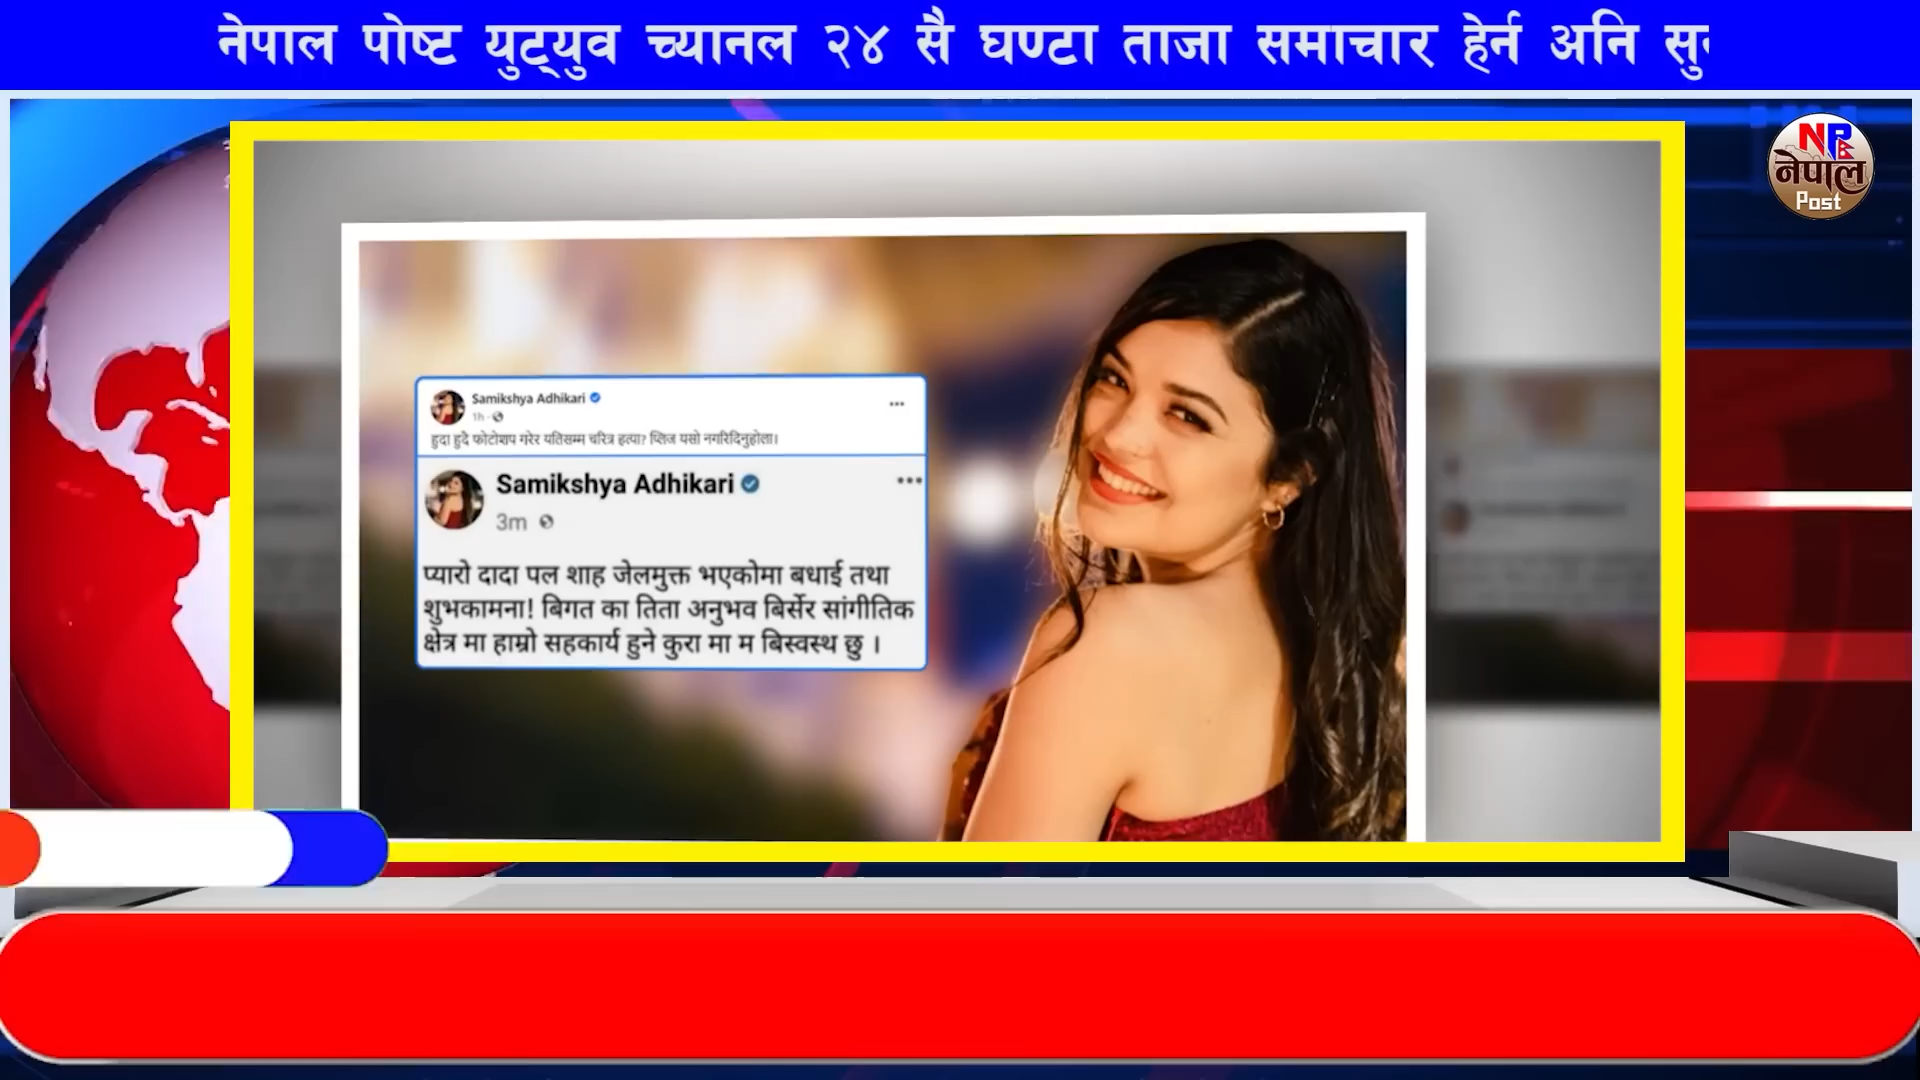 नेपाल पोष्ट युट्युव च्यानल २४ सै घण्टा ताजा समाचार हेर्न अनि
NP
नेपाल
Post
Samikshya Adhikari
1h
हुदा हुदै फोटोशप गरेर यतिसम्म चरित्र हत्या? प्लिज यसो नगरिदिनुहोला।
Samikshya Adhikari
3m
प्यारो दादा पल शाह जेलमुक्त भएकोमा बधाई तथा
शुभकामना! बिगत का तिता अनुभव बिर्सेर सांगीतिक
क्षेत्र मा हाम्रो सहकार्य हुने कुरा मा म बिस्वस्थ छु ।